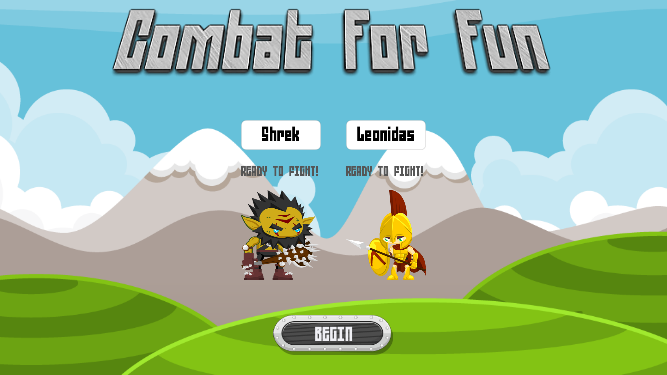 Combat For Fun
Shrek Leonidas
READY TO FIGHT! READY TO FIGHT!
BEGIN